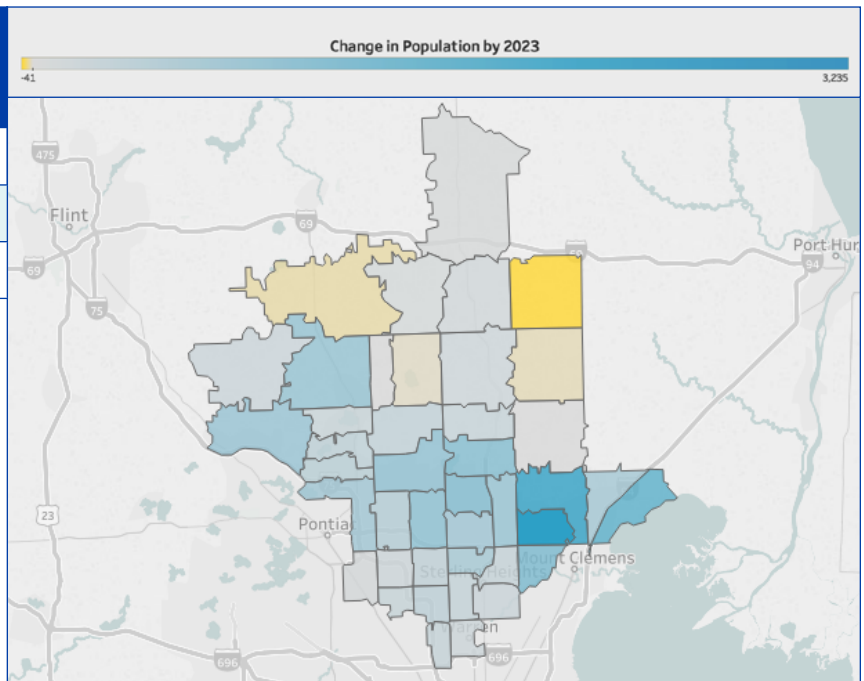 Change in Population by 2023
-41
3,235
475
Flint
69
69
69
Port Hur
94
75
23
Pontiac
Mount Clemens
Sterling Heights
Warren
696
696